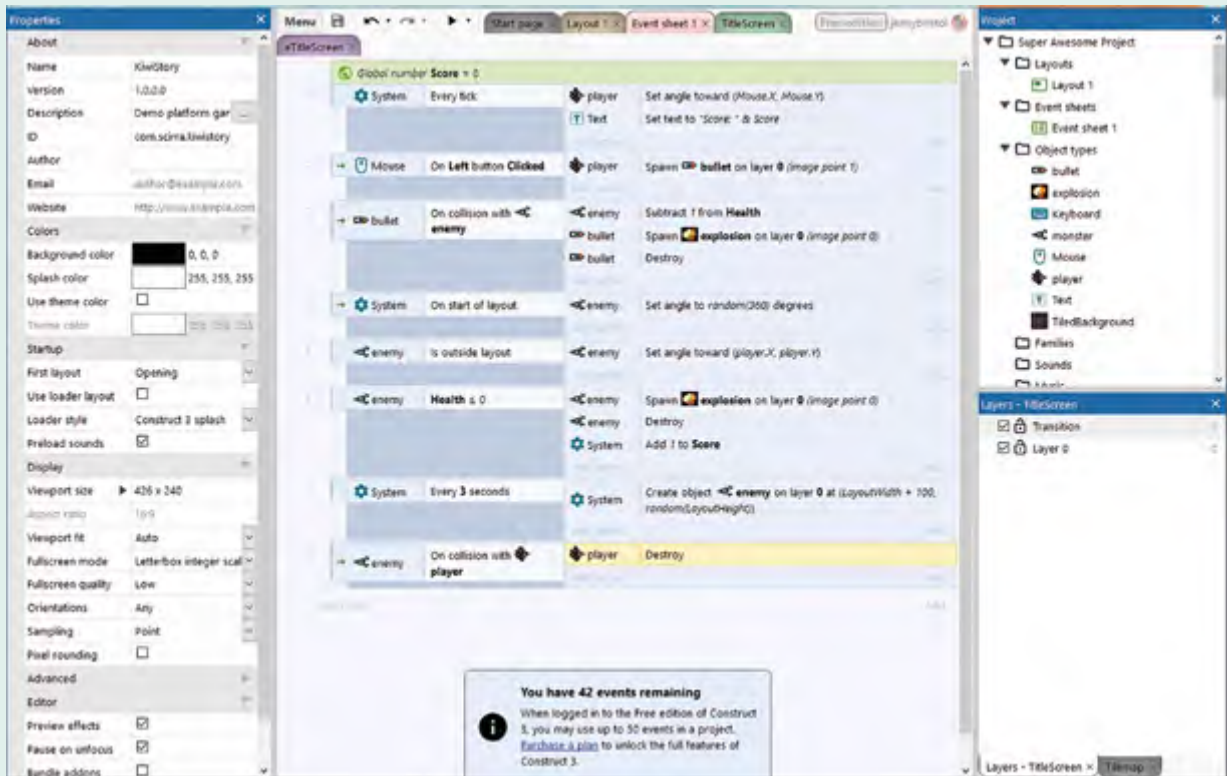 Properties ×
About
Name KiwiStory
Version 1.0.0.0
Description Demo platform gar ...
ID com.scirra.kiwistory
Author
Email author@example.com
Website http://www.example.com
Colors
Background color 0, 0, 0
Splash color 255, 255, 255
Use theme color
Theme color 255, 255, 255
Startup
First layout Opening
Use loader layout
Loader style Construct 3 splash
Preload sounds
Display
Viewport size 426 x 240
Aspect ratio 16:9
Viewport fit Auto
Fullscreen mode Letterbox integer scal
Fullscreen quality Low
Orientations Any
Sampling Point
Pixel rounding
Advanced
Editor
Preview effects
Pause on unfocus
Bundle addons
Menu Start page Layout 1 × Event sheet 1 × TitleScreen ×
eTitleScreen ×
Global number Score = 0
System Every tick player Set angle toward (Mouse.X, Mouse.Y)
T Text Set text to "Score: " & Score
Mouse On Left button Clicked player Spawn bullet on layer 0 (image point 1)
bullet On collision with enemy enemy Subtract 1 from Health
bullet Spawn explosion on layer 0 (image point 0)
bullet Destroy
System On start of layout enemy Set angle to random(360) degrees
enemy Is outside layout enemy Set angle toward (player.X, player.Y)
enemy Health ≤ 0 enemy Spawn explosion on layer 0 (image point 0)
enemy Destroy
System Add 1 to Score
System Every 3 seconds System Create object enemy on layer 0 at (LayoutWidth + 100,
random(LayoutHeight))
enemy On collision with player player Destroy
You have 42 events remaining
When logged in to the Free edition of Construct
3, you may use up to 50 events in a project.
Purchase a plan to unlock the full features of
Construct 3.
Project ×
Super Awesome Project
Layouts
Layout 1
Event sheets
Event sheet 1
Object types
bullet
explosion
Keyboard
monster
Mouse
player
T Text
TiledBackground
Families
Sounds
Music
Layers - TitleScreen ×
Transition
Layer 0
Layers - TitleScreen × Tilemap